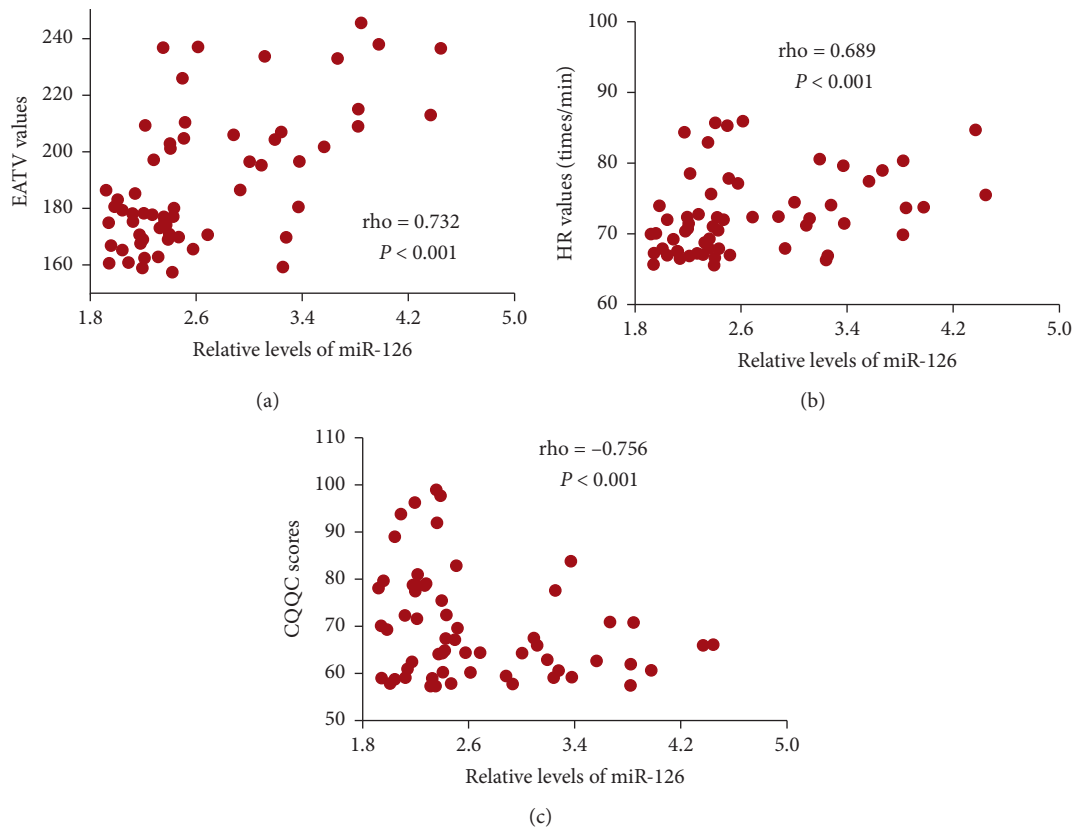 240
220
200
180
160
EATV values
rho = 0.732
P < 0.001
1.8 2.6 3.4 4.2 5.0
Relative levels of miR-126
(a)
100
90
80
70
60
HR values (times/min)
rho = 0.689
P < 0.001
1.8 2.6 3.4 4.2 5.0
Relative levels of miR-126
(b)
110
100
90
80
70
60
50
CQQC scores
rho = –0.756
P < 0.001
1.8 2.6 3.4 4.2 5.0
Relative levels of miR-126
(c)